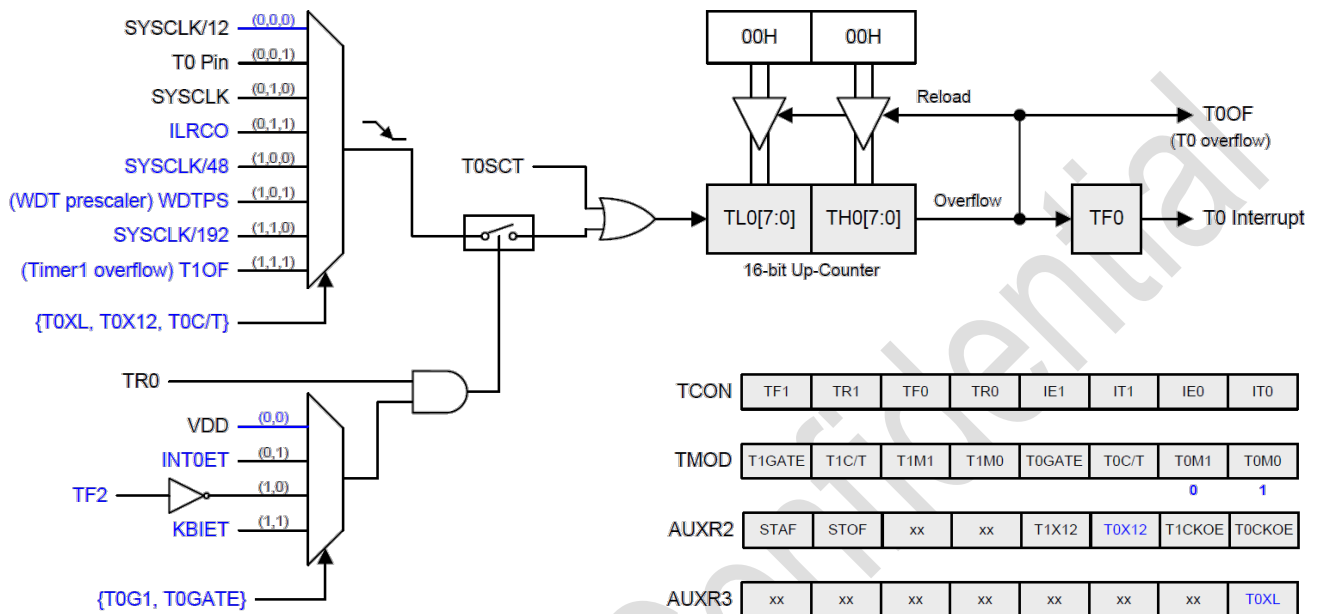 SYSCLK/12 (0,0,0)
T0 Pin (0,0,1)
SYSCLK (0,1,0)
ILRCO (0,1,1)
SYSCLK/48 (1,0,0)
(WDT prescaler) WDTPS (1,0,1)
SYSCLK/192 (1,1,0)
(Timer1 overflow) T1OF (1,1,1)
{T0XL, T0X12, T0C/T}
TR0
VDD (0,0)
INT0ET (0,1)
TF2 (1,0)
KBIET (1,1)
{T0G1, T0GATE}
T0SCT
00H 00H
Reload
T0OF
(T0 overflow)
TL0[7:0] TH0[7:0] Overflow TF0 T0 Interrupt
16-bit Up-Counter
TCON TF1 TR1 TF0 TR0 IE1 IT1 IE0 IT0
TMOD T1GATE T1C/T T1M1 T1M0 T0GATE T0C/T T0M1 T0M0
0 1
AUXR2 STAF STOF xx xx T1X12 T0X12 T1CKOE T0CKOE
AUXR3 xx xx xx xx xx xx xx T0XL
onfidential